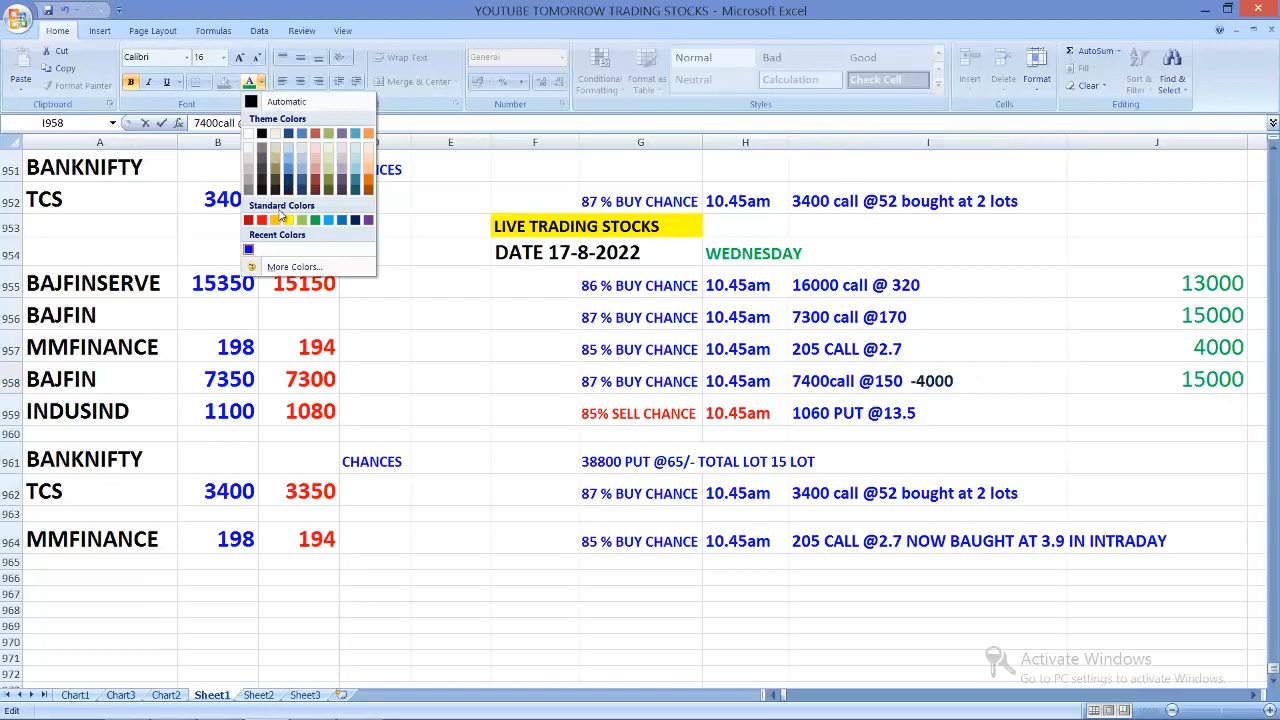 YOUTUBE TOMORROW TRADING STOCKS - Microsoft Excel
Home Insert Page Layout Formulas Data Review View
Paste Cut Copy Format Painter Clipboard
Calibri 16 B I U A Font
Wrap Text Merge & Center
General % , Number
Conditional Formatting Format as Table Normal Bad Good Neutral Calculation Check Cell Styles
Insert Delete Format Cells
AutoSum Fill Clear Sort & Filter Find & Select Editing
I958 fx 7400call @
Automatic
Theme Colors
Standard Colors
Recent Colors
More Colors...
A B E F G H I J
951 BANKNIFTY
952 TCS 340 87 % BUY CHANCE 10.45am 3400 call @52 bought at 2 lots
953 LIVE TRADING STOCKS
954 DATE 17-8-2022 WEDNESDAY
955 BAJFINSERVE 15350 15150 86 % BUY CHANCE 10.45am 16000 call @ 320 13000
956 BAJFIN 87 % BUY CHANCE 10.45am 7300 call @170 15000
957 MMFINANCE 198 194 85 % BUY CHANCE 10.45am 205 CALL @2.7 4000
958 BAJFIN 7350 7300 87 % BUY CHANCE 10.45am 7400call @150 -4000 15000
959 INDUSIND 1100 1080 85% SELL CHANCE 10.45am 1060 PUT @13.5
960
961 BANKNIFTY CHANCES 38800 PUT @65/- TOTAL LOT 15 LOT
962 TCS 3400 3350 87 % BUY CHANCE 10.45am 3400 call @52 bought at 2 lots
963
964 MMFINANCE 198 194 85 % BUY CHANCE 10.45am 205 CALL @2.7 NOW BAUGHT AT 3.9 IN INTRADAY
965
966
967
968
969
970
971
972
Activate Windows
Go to PC settings to activate Windows.
Chart1 Chart3 Chart2 Sheet1 Sheet2 Sheet3
Edit